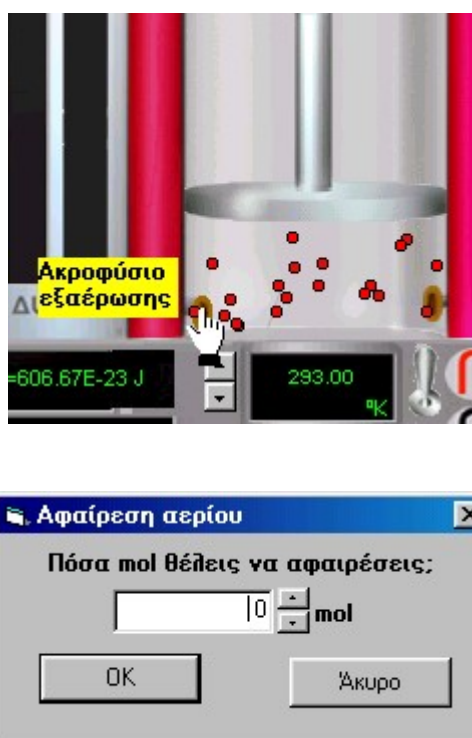 Ακροφύσιο
εξαέρωσης
=606.67E-23 J
293.00
°K
Αφαίρεση αερίου
Πόσα mol θέλεις να αφαιρέσεις;
0 mol
OK
Άκυρο